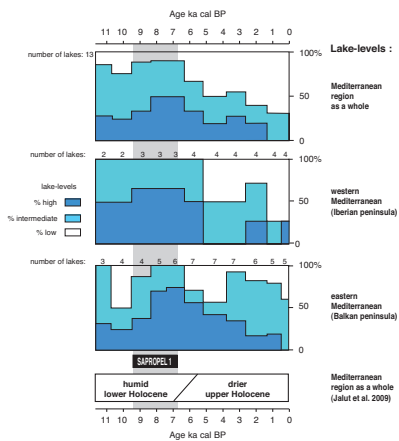 Age ka cal BP
11 10 9 8 7 6 5 4 3 2 1 0
number of lakes: 13
100%
50
0
Lake-levels :
Mediterranean
region
as a whole
number of lakes: 2 2 3 3 3 4 4 4 4 4 4
100%
50
0
lake-levels
% high
% intermediate
% low
western
Mediterranean
(Iberian peninsula)
number of lakes: 3 4 4 5 6 7 7 7 6 5 5
100%
50
0
eastern
Mediterranean
(Balkan peninsula)
SAPROPEL 1
humid
lower Holocene
drier
upper Holocene
Mediterranean
region as a whole
(Jalut et al. 2009)
11 10 9 8 7 6 5 4 3 2 1 0
Age ka cal BP